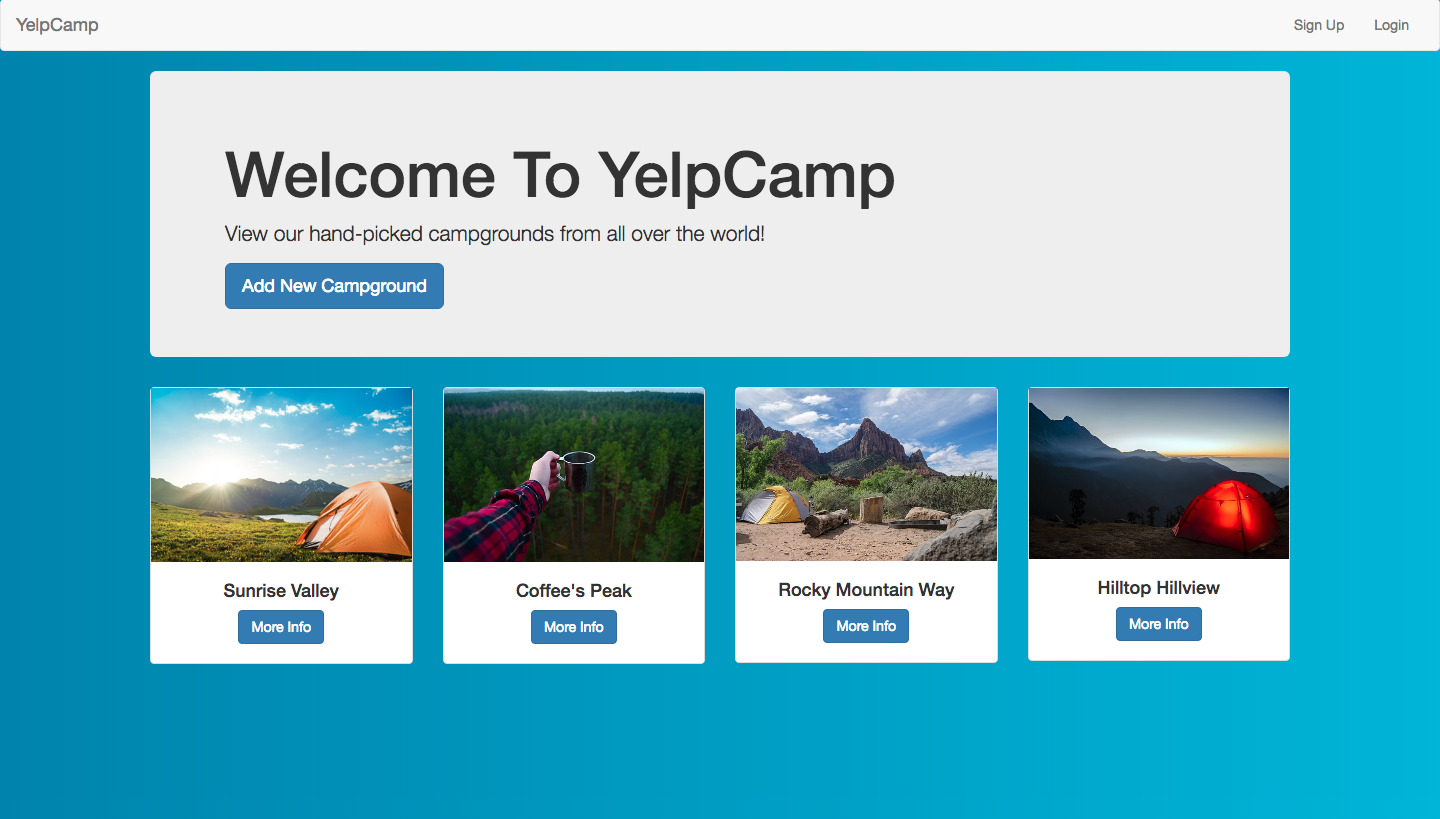 YelpCamp
Sign Up
Login
Welcome To YelpCamp
View our hand-picked campgrounds from all over the world!
Add New Campground
Sunrise Valley
Coffee's Peak
Rocky Mountain Way
Hilltop Hillview
More Info
More Info
More Info
More Info